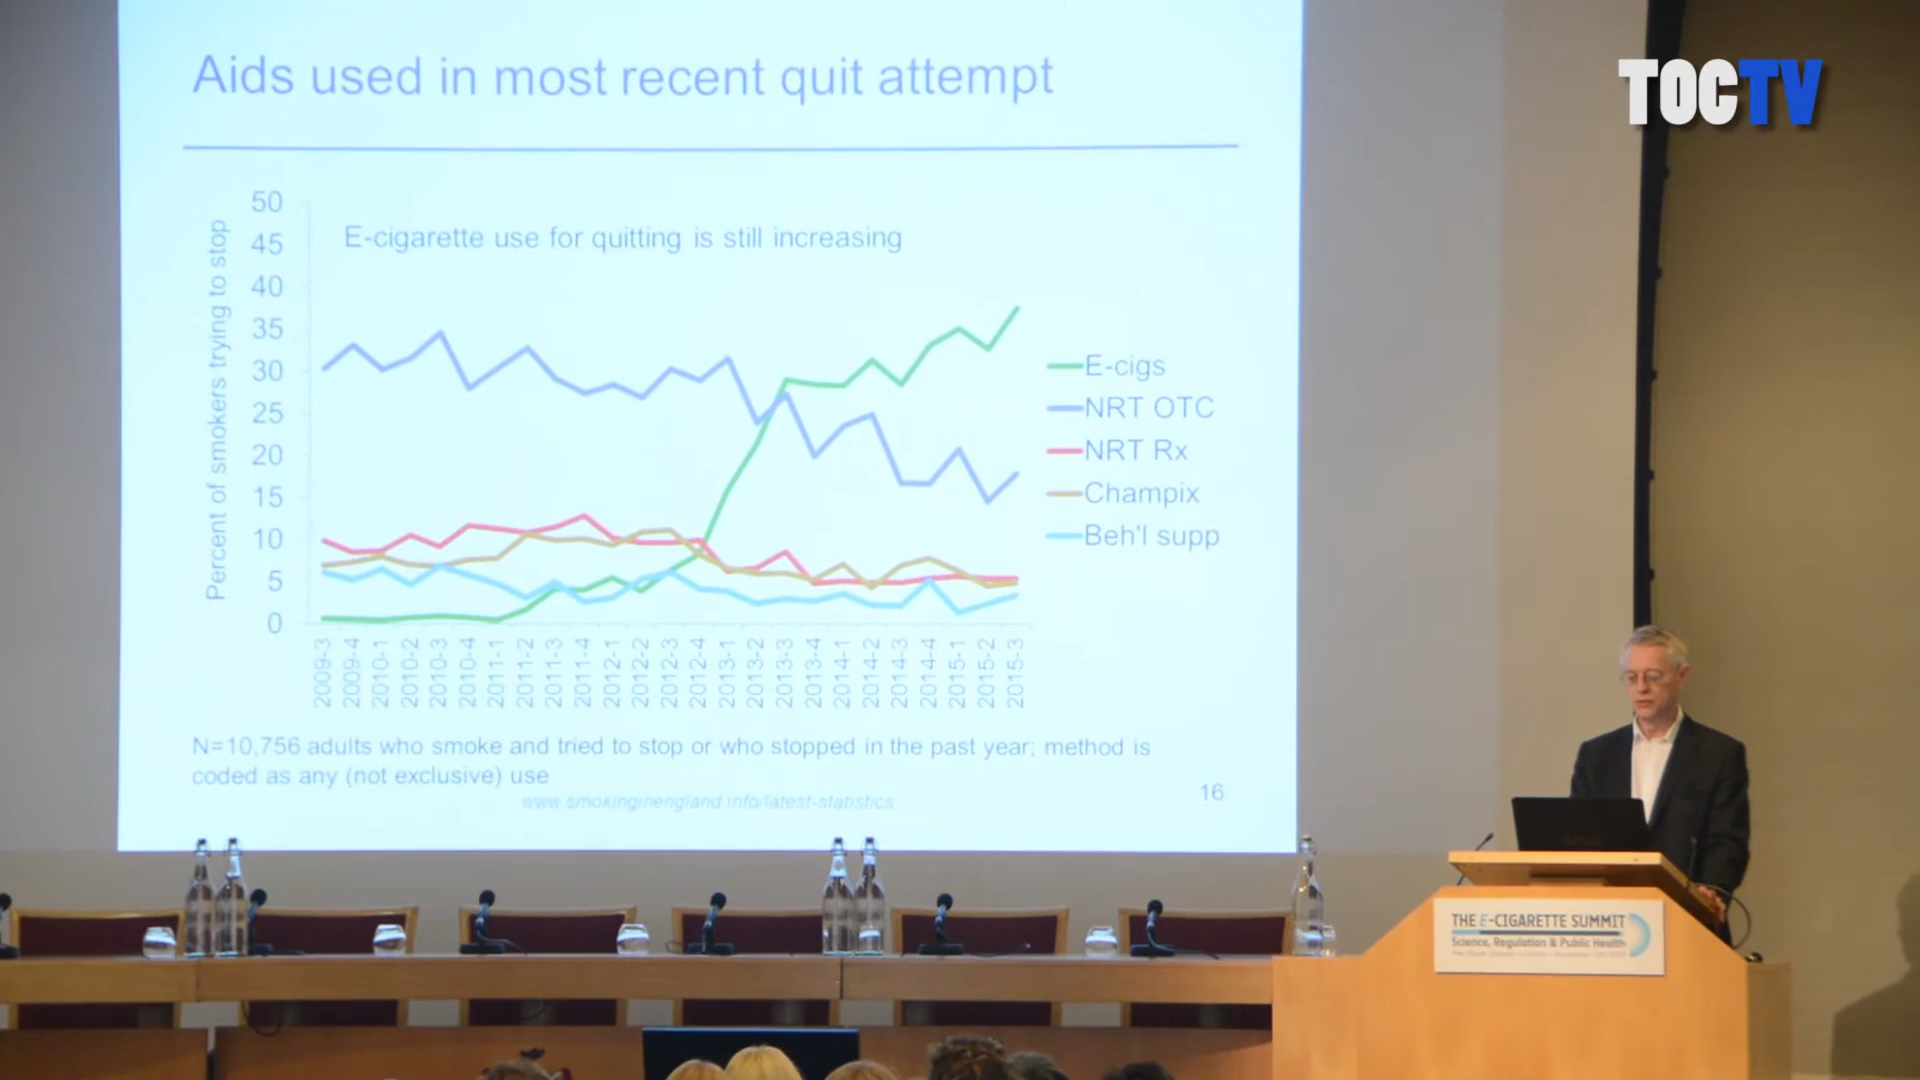 Aids used in most recent quit attempt
TOCTV
E-cigarette use for quitting is still increasing
Percent of smokers trying to stop
50
45
40
35
30
25
20
15
10
5
0
E-cigs
NRT OTC
NRT Rx
Champix
Beh'l supp
2009-3
2009-4
2010-1
2010-2
2010-3
2010-4
2011-1
2011-2
2011-3
2011-4
2012-1
2012-2
2012-3
2012-4
2013-1
2013-2
2013-3
2013-4
2014-1
2014-2
2014-3
2014-4
2015-1
2015-2
2015-3
N=10,756 adults who smoke and tried to stop or who stopped in the past year; method is
coded as any (not exclusive) use
www.smokinginengland.info/latest-statistics
16
THE E-CIGARETTE SUMMIT
Science, Regulation & Public Health